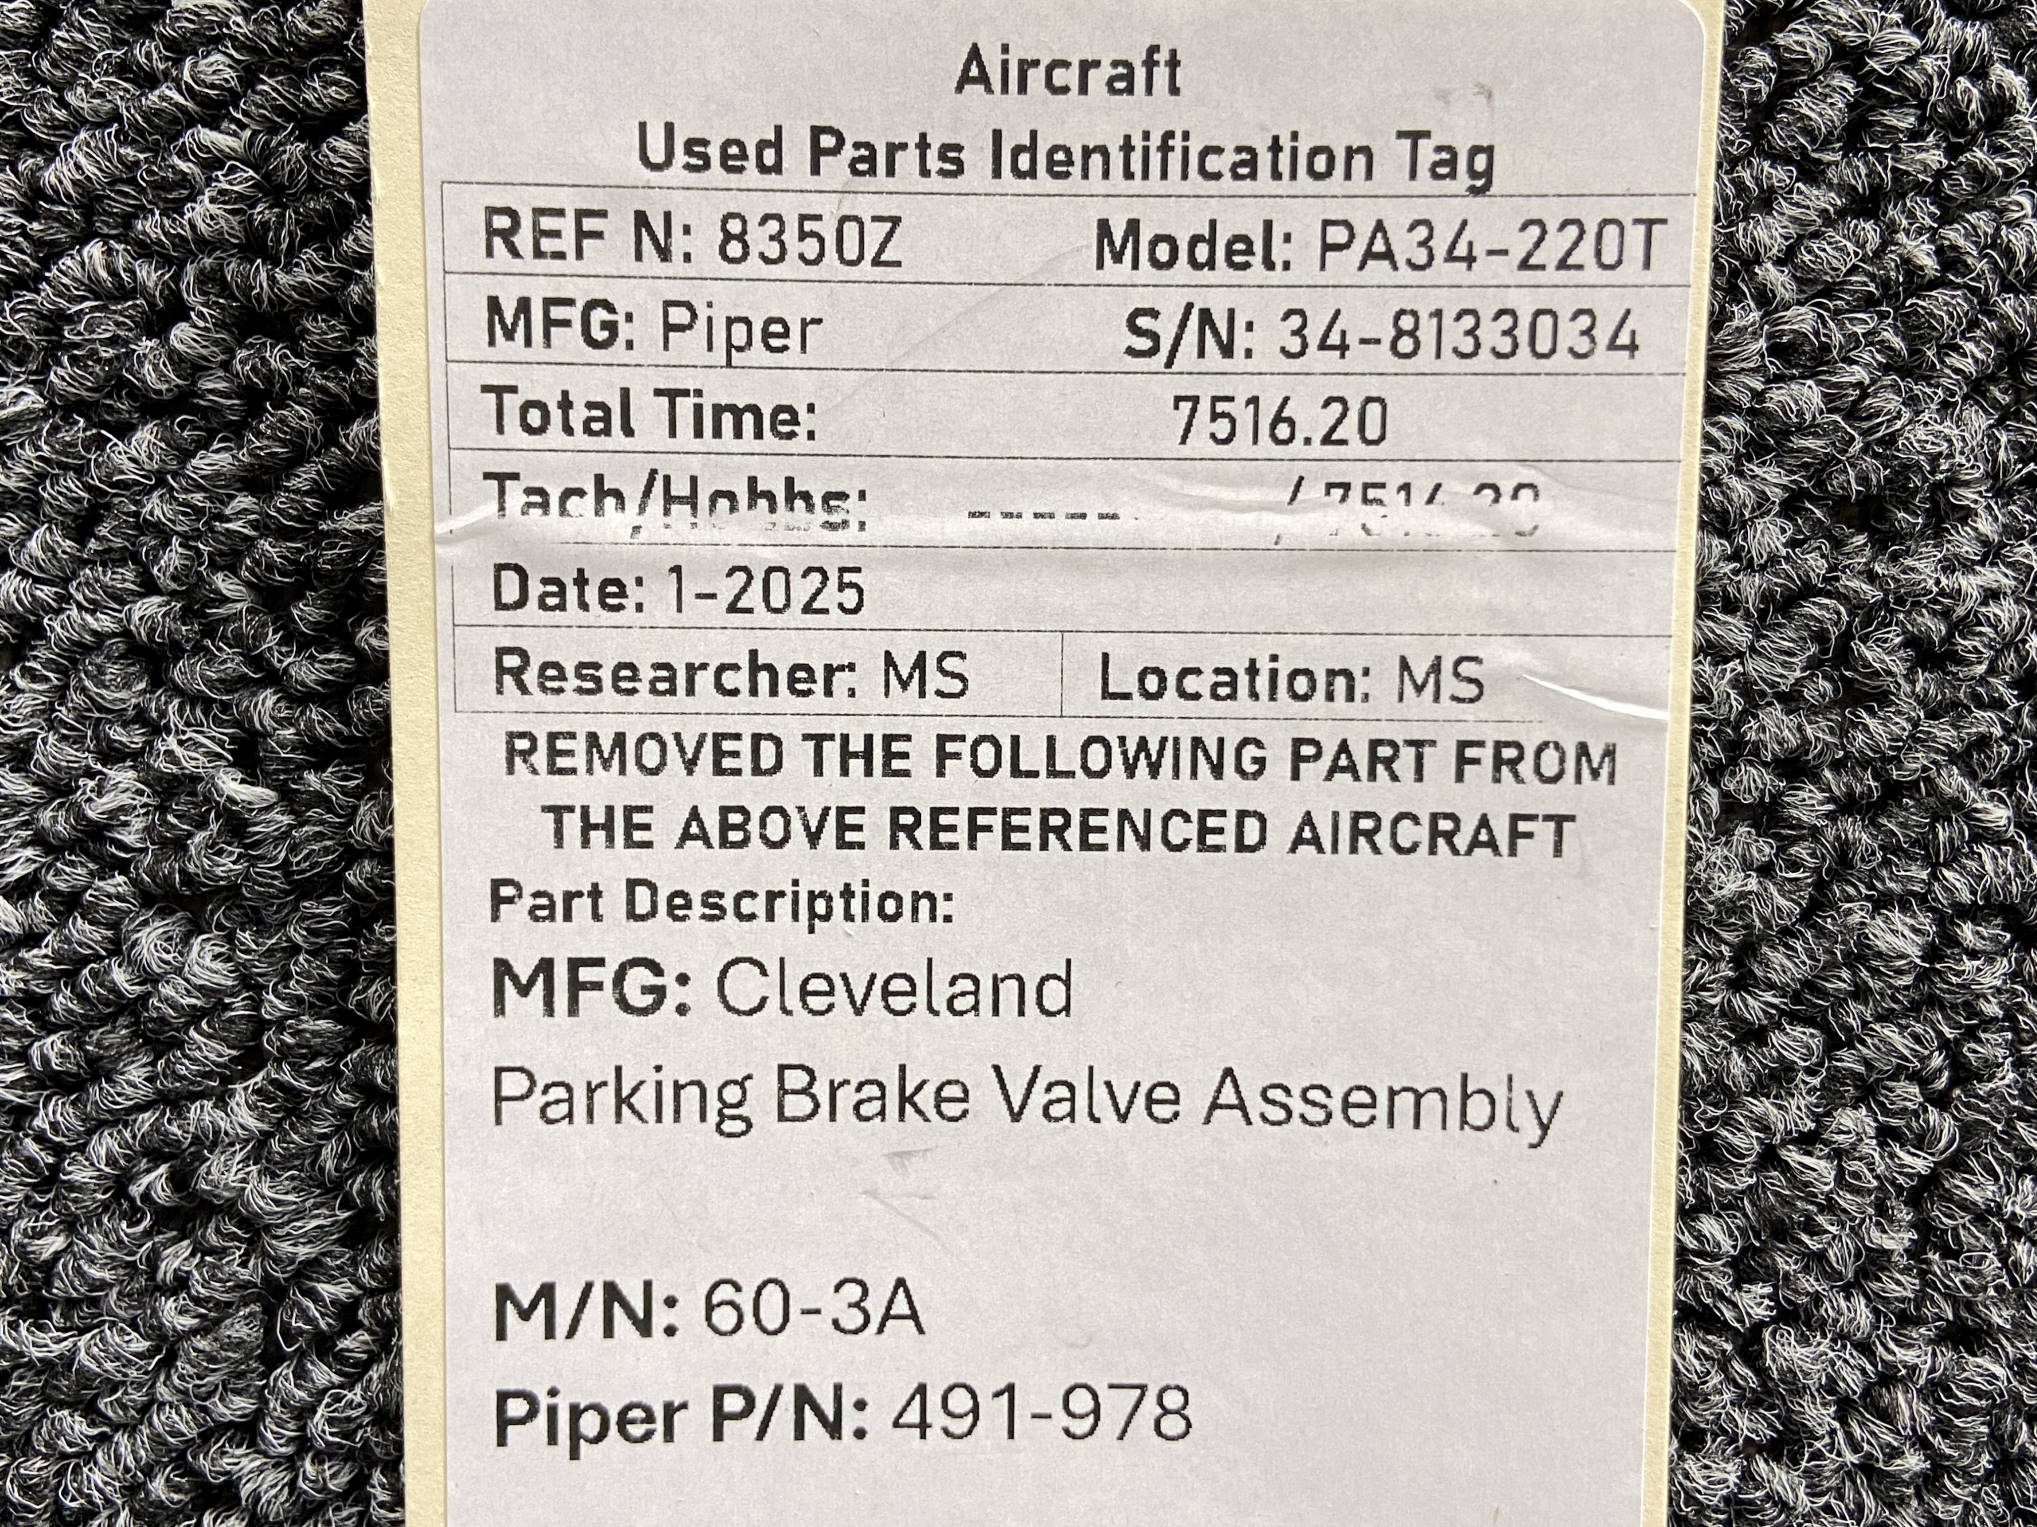 Aircraft
Used Parts Identification Tag
REF N: 8350Z Model: PA34-220T
MFG: Piper S/N: 34-8133034
Total Time: 7516.20
Tach/Hobbs: ----- /
Date: 1-2025
Researcher: MS Location: MS
REMOVED THE FOLLOWING PART FROM
THE ABOVE REFERENCED AIRCRAFT
Part Description:
MFG: Cleveland
Parking Brake Valve Assembly
M/N: 60-3A
Piper P/N: 491-978